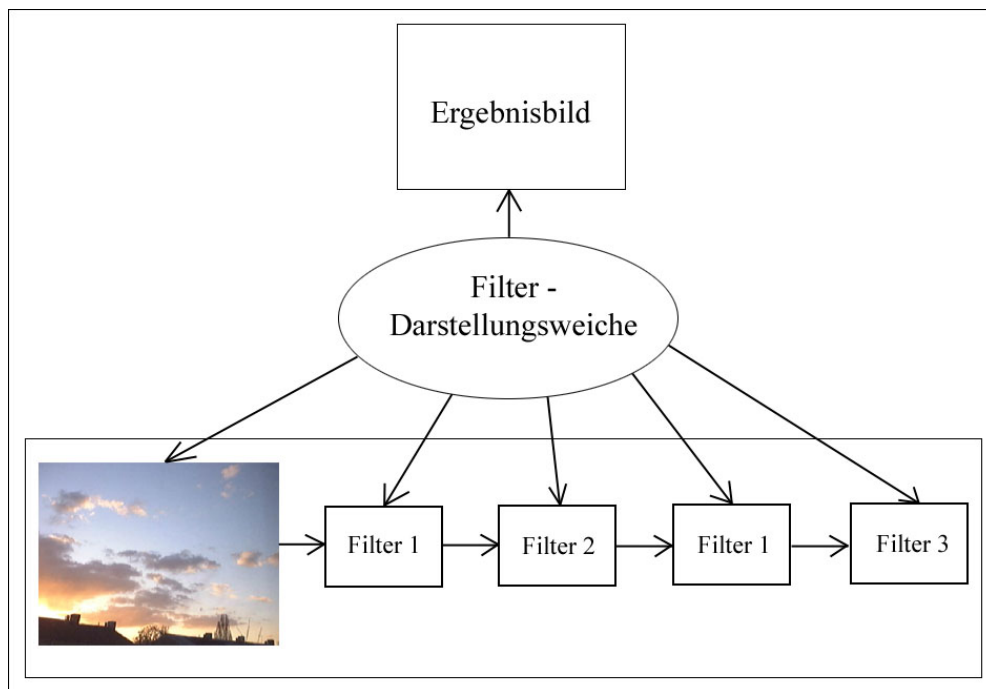 Ergebnisbild
Filter -
Darstellungsweiche
Filter 1
Filter 2
Filter 1
Filter 3